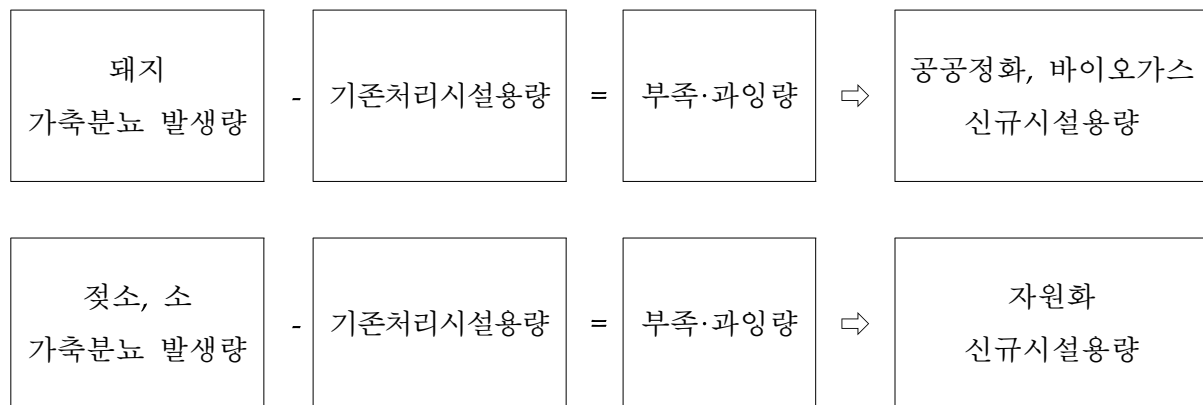 돼지
가축분뇨 발생량
-
기존처리시설용량
=
부족·과잉량
⇨
공공정화, 바이오가스
신규시설용량
젖소, 소
가축분뇨 발생량
-
기존처리시설용량
=
부족·과잉량
⇨
자원화
신규시설용량